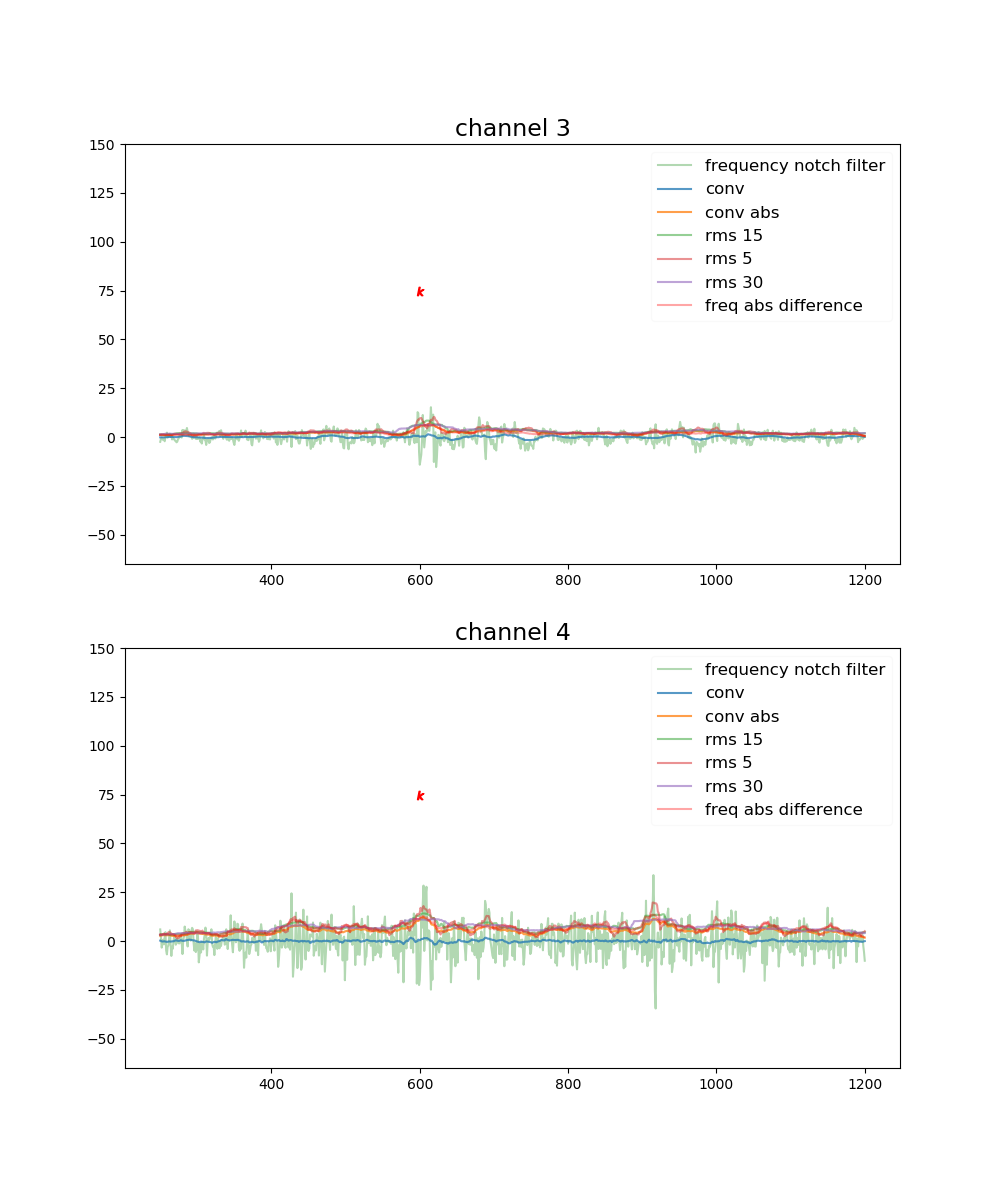 channel 3
150
125
100
75
50
25
0
−25
−50
frequency notch filter
conv
conv abs
rms 15
rms 5
rms 30
freq abs difference
k
400 600 800 1000 1200
channel 4
150
125
100
75
50
25
0
−25
−50
frequency notch filter
conv
conv abs
rms 15
rms 5
rms 30
freq abs difference
k
400 600 800 1000 1200